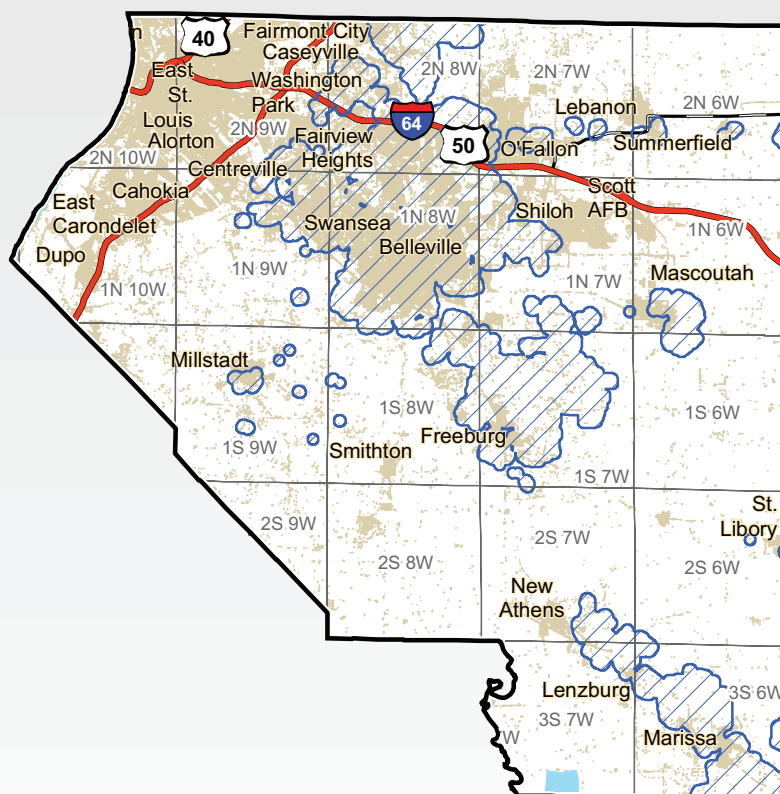 40
Fairmont City
Caseyville
East
St.
Louis
Washington
Park
2N 8W
2N 7W
Lebanon
2N 6W
64
50
Alorton
2N 9W
Fairview
Heights
O'Fallon
Summerfield
2N 10W
Centreville
Cahokia
Scott
AFB
East
Carondelet
Swansea
1N 8W
Shiloh
1N 6W
Belleville
Dupo
1N 9W
1N 7W
Mascoutah
1N 10W
Millstadt
1S 8W
1S 6W
Freeburg
1S 9W
Smithton
1S 7W
St.
Libory
2S 9W
2S 7W
2S 8W
2S 6W
New
Athens
Lenzburg
3S 6W
3S 7W
W
Marissa